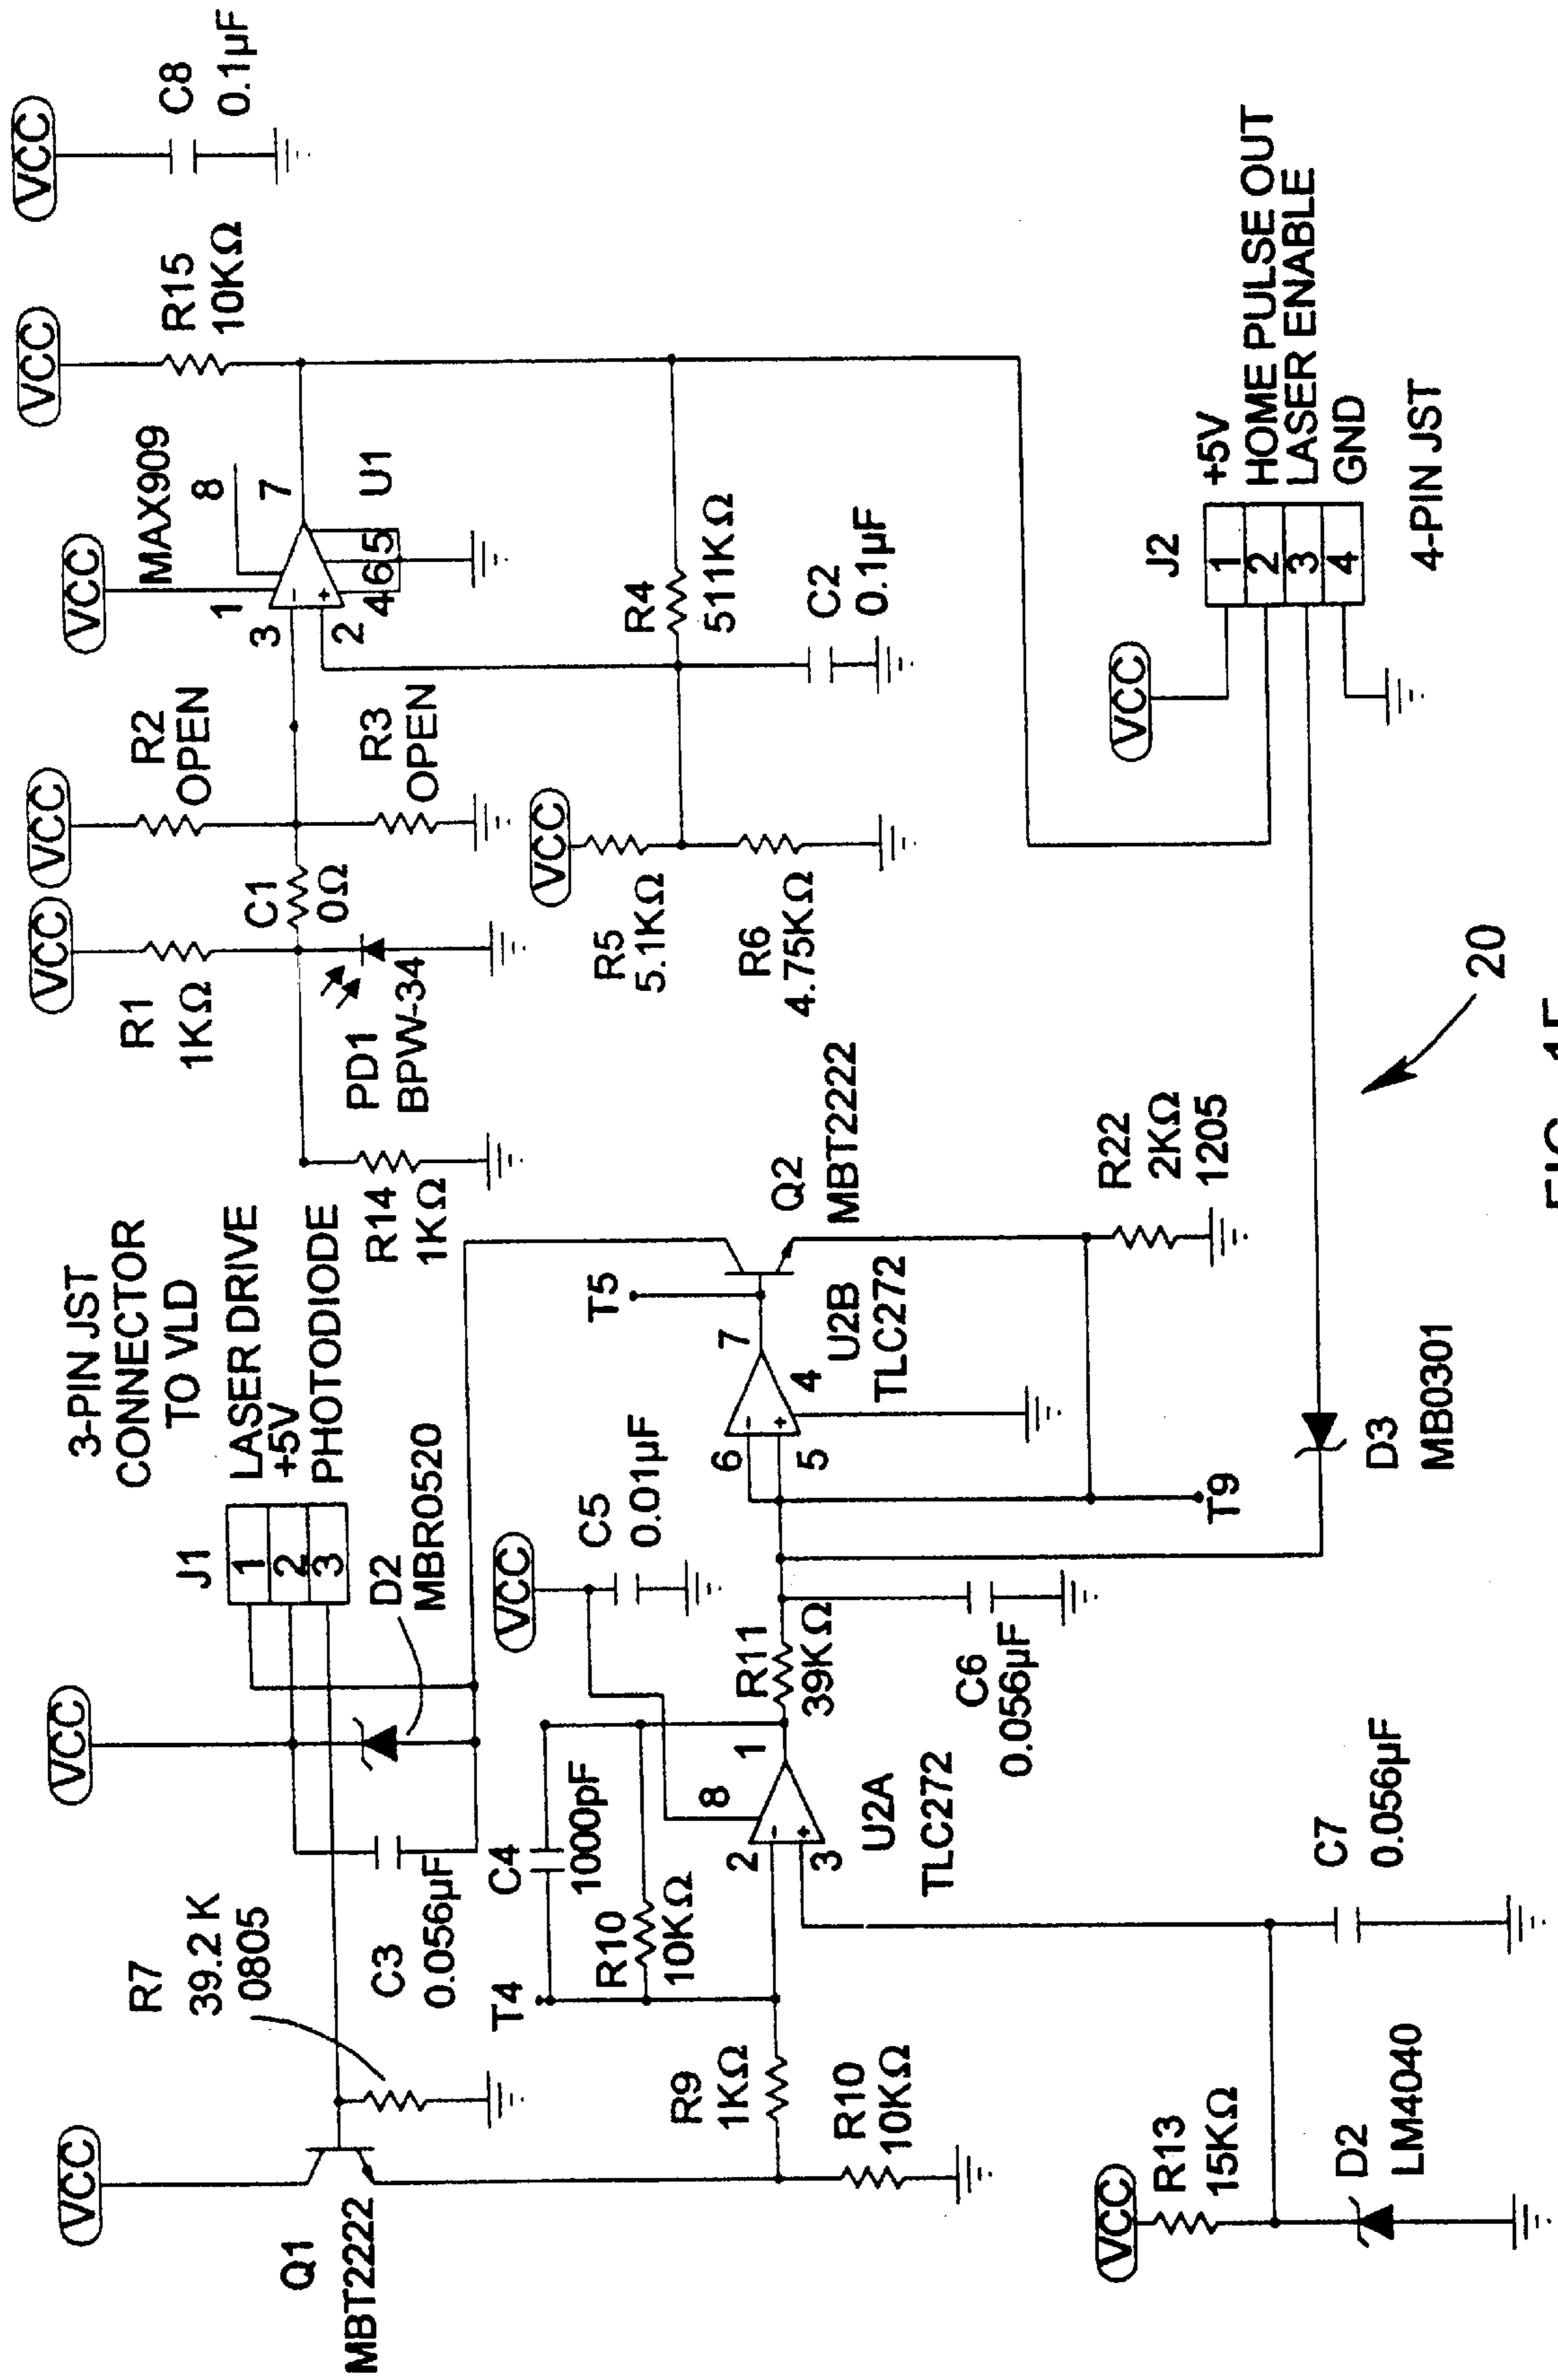 3-PIN JST
CONNECTOR
TO VLD
J1
1
2
3
LASER DRIVE
+5V
PHOTODIODE
VCC
Q1
MBT2222
R7
39.2 K
0805
VCC
C3
0.056µF
D2
MBR0520
VCC
R1
1KΩ
PD1
BPW-34
R14
1KΩ
C1
0Ω
VCC
R2
OPEN
R3
OPEN
VCC
MAX909
1
8
3
2
7
4
6
5
U1
VCC
R15
10KΩ
VCC
C8
0.1µF
T4
C4
1000pF
R10
10KΩ
R9
1KΩ
R10
10KΩ
2
3
8
1
U2A
TLC272
VCC
C5
0.01µF
R11
39KΩ
C6
0.056µF
6
5
7
4
U2B
TLC272
T5
Q2
MBT2222
T9
R22
2KΩ
1205
VCC
R5
5.1KΩ
R6
4.75KΩ
R4
511KΩ
C2
0.1µF
VCC
R13
15KΩ
D2
LM4040
C7
0.056µF
D3
MB0301
VCC
J2
1
2
3
4
+5V
HOME PULSE OUT
LASER ENABLE
GND
4-PIN JST
20